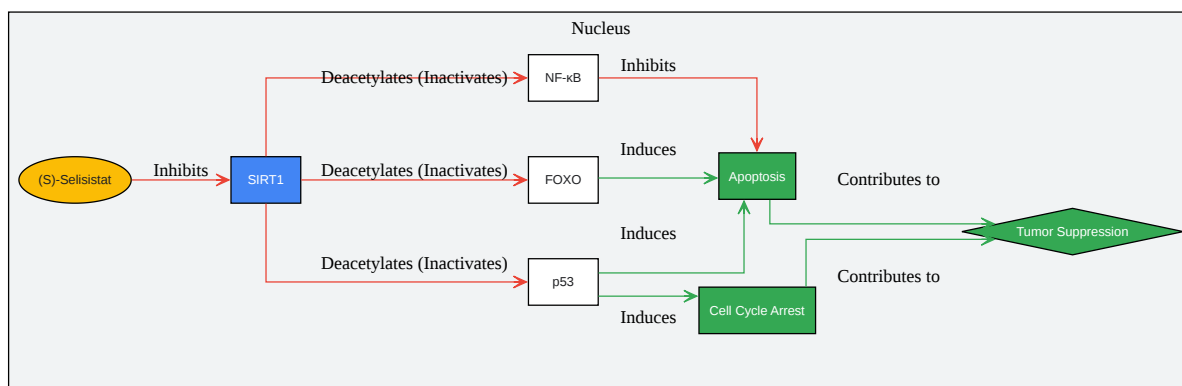 Nucleus
Deacetylates (Inactivates)
NF-κB
Inhibits
(S)-Selisistat
Inhibits
SIRT1
Deacetylates (Inactivates)
FOXO
Induces
Apoptosis
Contributes to
Tumor Suppression
Deacetylates (Inactivates)
p53
Induces
Induces
Cell Cycle Arrest
Contributes to